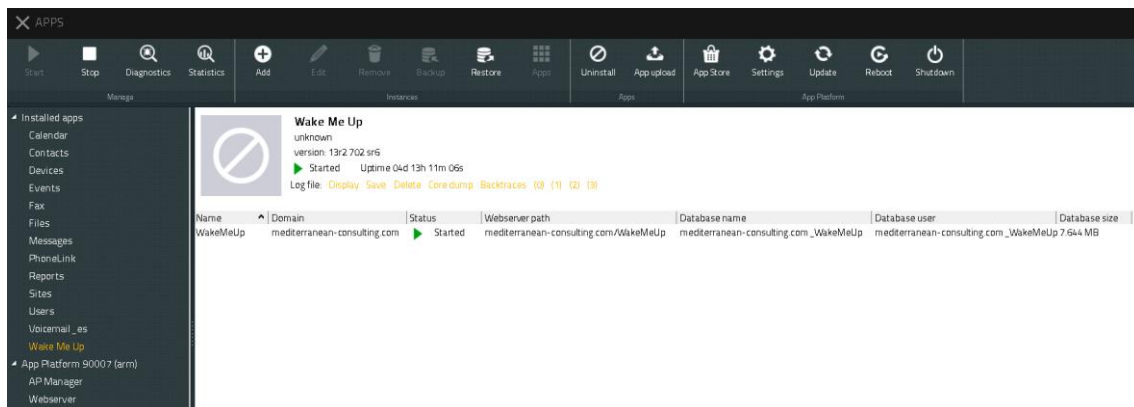 APPS
Start Stop Diagnostics Statistics Add Edit Remove Backup Restore Apps Uninstall App upload App Store Settings Update Reboot Shutdown
Manage Instances Apps App Platform
Installed apps
Calendar
Contacts
Devices
Events
Fax
Files
Messages
PhoneLink
Reports
Sites
Users
Voicemail_es
Wake Me Up
App Platform 90007 (arm)
AP Manager
Webserver
Wake Me Up
unknown
version: 13r2 702 sr6
Started Uptime 04d 13h 11m 06s
Log file: Display Save Delete Core dump Backtraces (0) (1) (2) (3)
Name Domain Status Webserver path Database name Database user Database size
WakeMeUp mediterranean-consulting.com Started mediterranean-consulting.com/WakeMeUp mediterranean-consulting.com_WakeMeUp mediterranean-consulting.com_WakeMeUp 7.644 MB